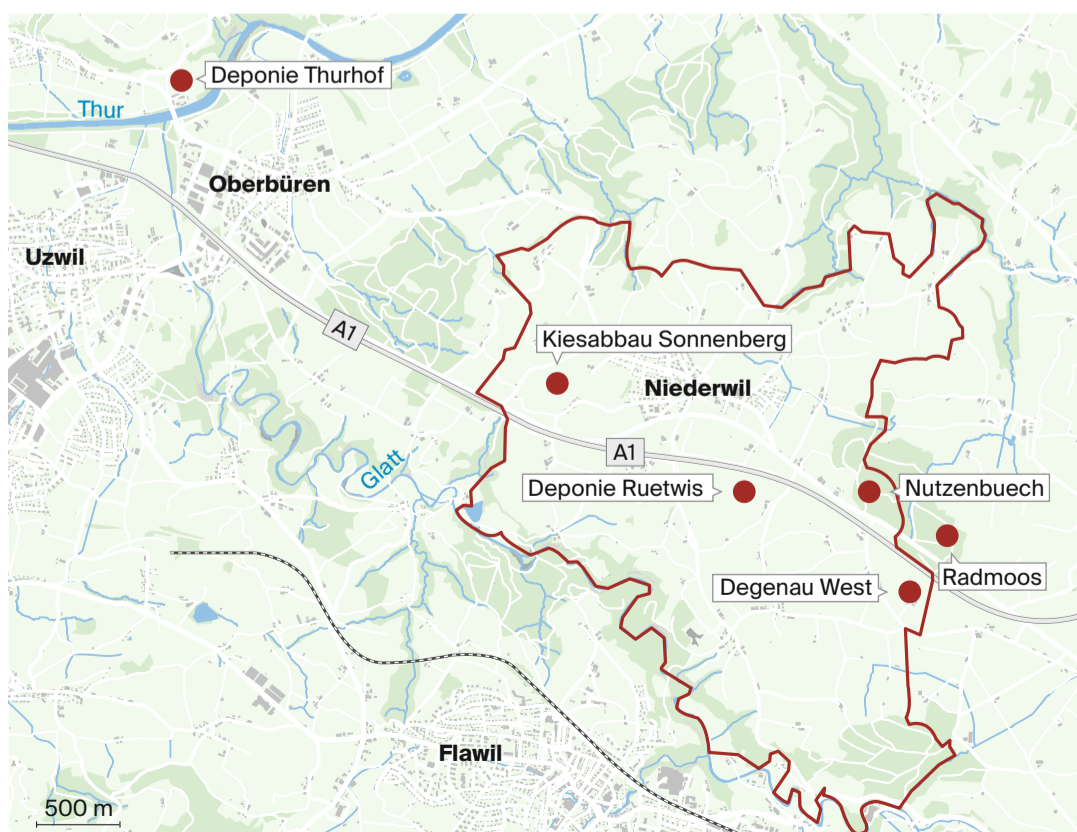 Deponie Thurhof
Thur
Oberbüren
Uzwil
A1
Kiesabbau Sonnenberg
Niederwil
A1
Glatt
Deponie Ruetwis
Nutzenbuech
Radmoos
Degenau West
Flawil
500 m